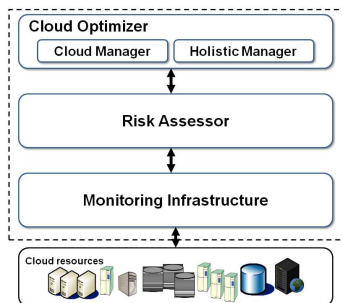 Cloud Optimizer
Cloud Manager
Holistic Manager
Risk Assessor
Monitoring Infrastructure
Cloud resources